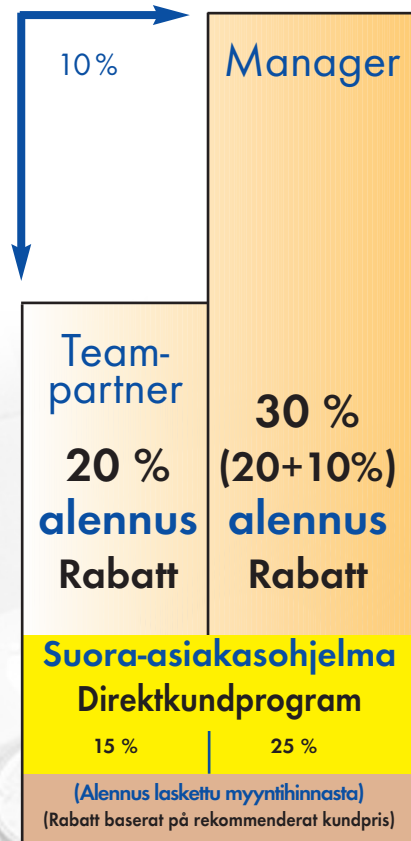 10 %
Manager
Team-
partner
20 %
alennus
Rabatt
30 %
(20+10%)
alennus
Rabatt
Suora-asiakasohjelma
Direktkundprogram
15 %
25 %
(Alennus laskettu myyntihinnasta)
(Rabatt baserat på rekommenderat kundpris)